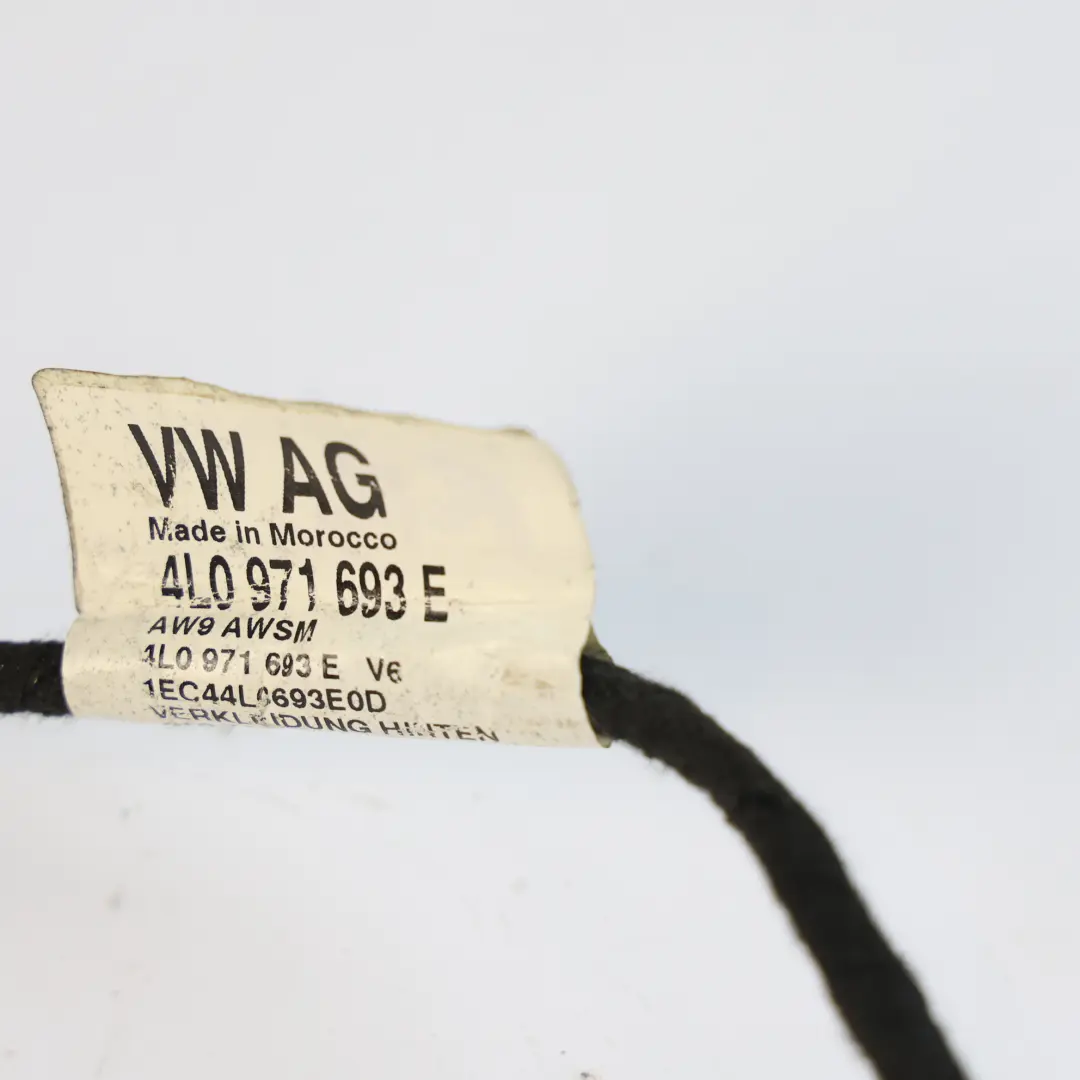 VW AG
Made in Morocco
4L0 971 693 E
AW9 AWSM
4L0 971 693 E V6
1EC44L0693E0D
VERKLEIDUNG HINTEN